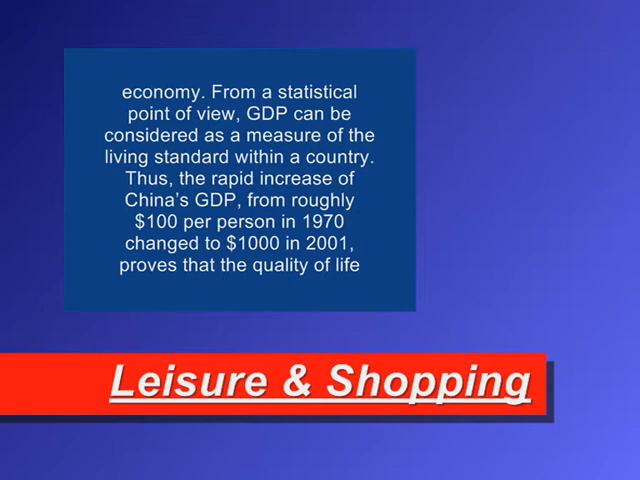 economy. From a statistical
point of view, GDP can be
considered as a measure of the
living standard within a country.
Thus, the rapid increase of
China’s GDP, from roughly
$100 per person in 1970
changed to $1000 in 2001,
proves that the quality of life
Leisure & Shopping